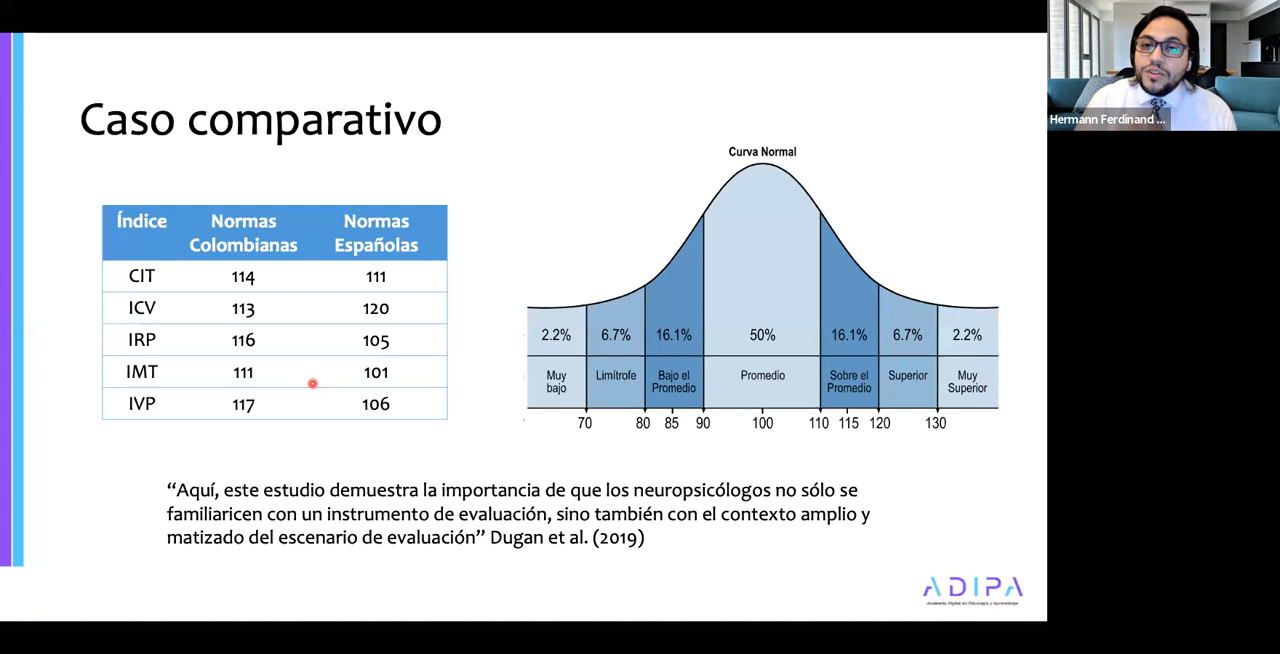 Hermann Ferdinand ...
Caso comparativo
Índice Normas Colombianas Normas Españolas
CIT 114 111
ICV 113 120
IRP 116 105
IMT 111 101
IVP 117 106
Curva Normal
2.2% 6.7% 16.1% 50% 16.1% 6.7% 2.2%
Muy bajo Limítrofe Bajo el Promedio Promedio Sobre el Promedio Superior Muy Superior
70 80 85 90 100 110 115 120 130
“Aquí, este estudio demuestra la importancia de que los neuropsicólogos no sólo se
familiaricen con un instrumento de evaluación, sino también con el contexto amplio y
matizado del escenario de evaluación” Dugan et al. (2019)
ADIPA
Academia Digital en Psicología y Aprendizaje